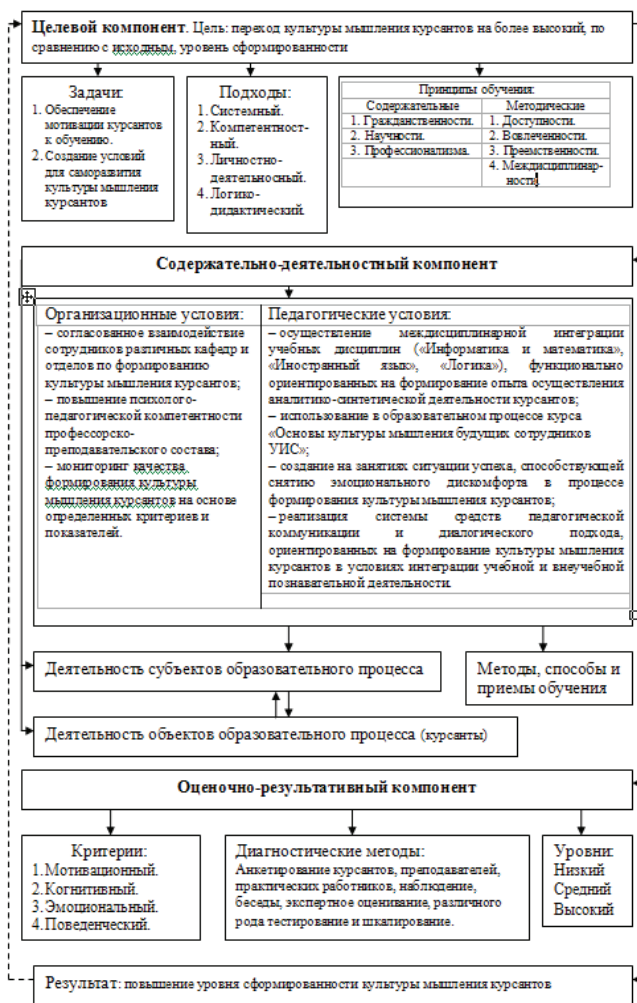 Целевой компонент. Цель: переход культуры мышления курсантов на более высокий, по
сравнению с исходным, уровень сформированности
Задачи:
1. Обеспечение
мотивации курсантов
к обучению.
2. Создание условий
для саморазвития
культуры мышления
курсантов
Подходы:
1. Системный.
2. Компетентност-
ный.
3. Личностно-
деятельносный.
4. Логико-
дидактический.
Принципы обучения:
Содержательные
1. Гражданственности.
2. Научности.
3. Профессионализма.
Методические
1. Доступности.
2. Вовлеченности.
3. Преемственности.
4. Междисциплинар-
ности.
Содержательно-деятельностный компонент
Организационные условия:
– согласованное взаимодействие
сотрудников различных кафедр и
отделов по формированию
культуры мышления курсантов;
– повышение психолого-
педагогической компетентности
профессорско-
преподавательского состава;
– мониторинг качества
формирования культуры
мышления курсантов на основе
определенных критериев и
показателей.
Педагогические условия:
– осуществление междисциплинарной интеграции
учебных дисциплин («Информатика и математика»,
«Иностранный язык», «Логика»), функционально
ориентированных на формирование опыта осуществления
аналитико-синтетической деятельности курсантов;
– использование в образовательном процессе курса
«Основы культуры мышления будущих сотрудников
УИС»;
– создание на занятиях ситуации успеха, способствующей
снятию эмоционального дискомфорта в процессе
формирования культуры мышления курсантов;
– реализация системы средств педагогической
коммуникации и диалогического подхода,
ориентированных на формирование культуры мышления
курсантов в условиях интеграции учебной и внеучебной
познавательной деятельности.
Деятельность субъектов образовательного процесса
Методы, способы и
приемы обучения
Деятельность объектов образовательного процесса (курсанты)
Оценочно-результативный компонент
Критерии:
1. Мотивационный.
2. Когнитивный.
3. Эмоциональный.
4. Поведенческий.
Диагностические методы:
Анкетирование курсантов, преподавателей,
практических работников, наблюдение,
беседы, экспертное оценивание, различного
рода тестирование и шкалирование.
Уровни:
Низкий
Средний
Высокий
Результат: повышение уровня сформированности культуры мышления курсантов